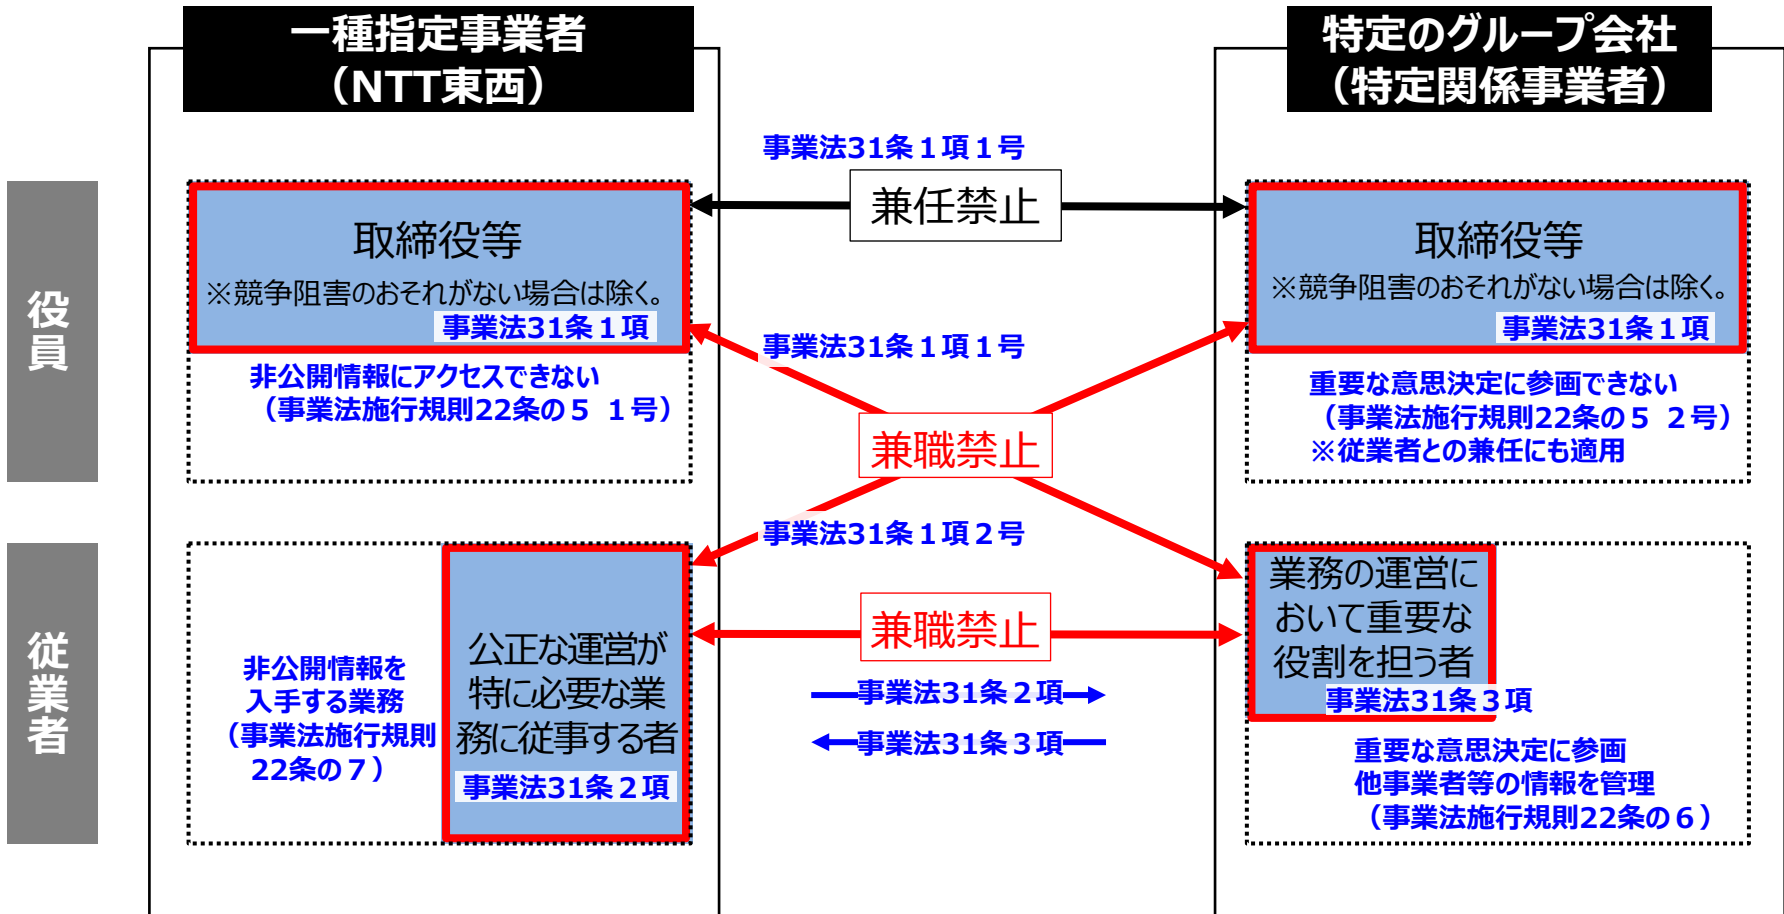 一種指定事業者
（NTT東西）
特定のグループ会社
（特定関係事業者）
役員
事業法31条１項１号
兼任禁止
取締役等
※競争阻害のおそれがない場合は除く。
事業法31条１項
非公開情報にアクセスできない
（事業法施行規則22条の５ １号）
取締役等
※競争阻害のおそれがない場合は除く。
事業法31条１項
重要な意思決定に参画できない
（事業法施行規則22条の５ ２号）
※従業者との兼任にも適用
事業法31条１項１号
兼職禁止
事業法31条１項２号
従業者
非公開情報を
入手する業務
（事業法施行規則
22条の７）
公正な運営が
特に必要な業
務に従事する者
事業法31条２項
兼職禁止
事業法31条２項
事業法31条３項
業務の運営に
おいて重要な
役割を担う者
事業法31条３項
重要な意思決定に参画
他事業者等の情報を管理
（事業法施行規則22条の６）